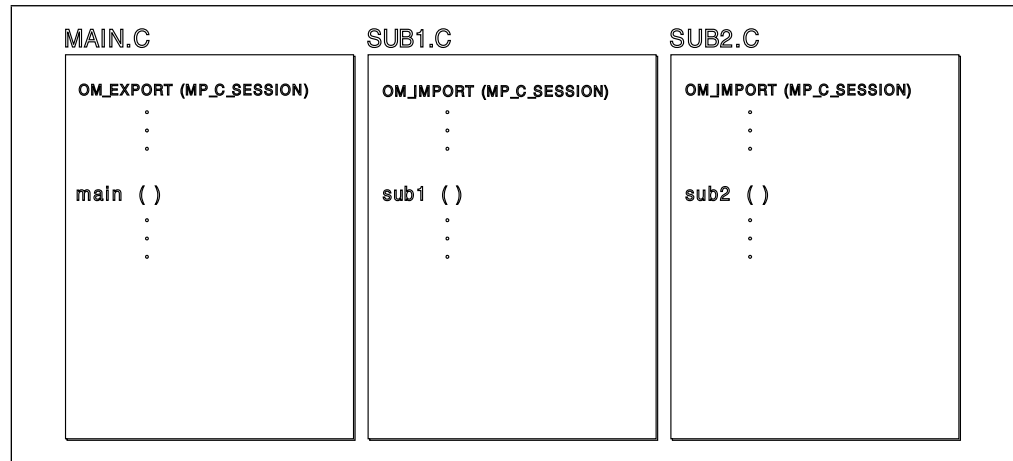 MAIN.C
OM_EXPORT (MP_C_SESSION)
main ( )
SUB1.C
OM_IMPORT (MP_C_SESSION)
sub1 ( )
SUB2.C
OM_IMPORT (MP_C_SESSION)
sub2 ( )